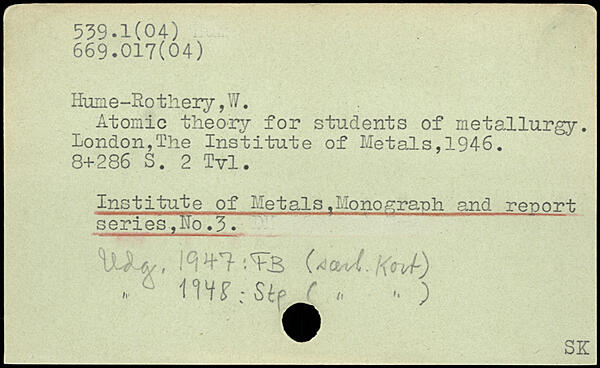 539.1(04)
669.017(04)
Hume-Rothery,W.
Atomic theory for students of metallurgy.
London,The Institute of Metals,1946.
8+286 S. 2 Tvl.
Institute of Metals,Monograph and report
series,No.3.
Udg. 1947: FB (særl. Kort)
" 1948: Stp ( " " )
SK